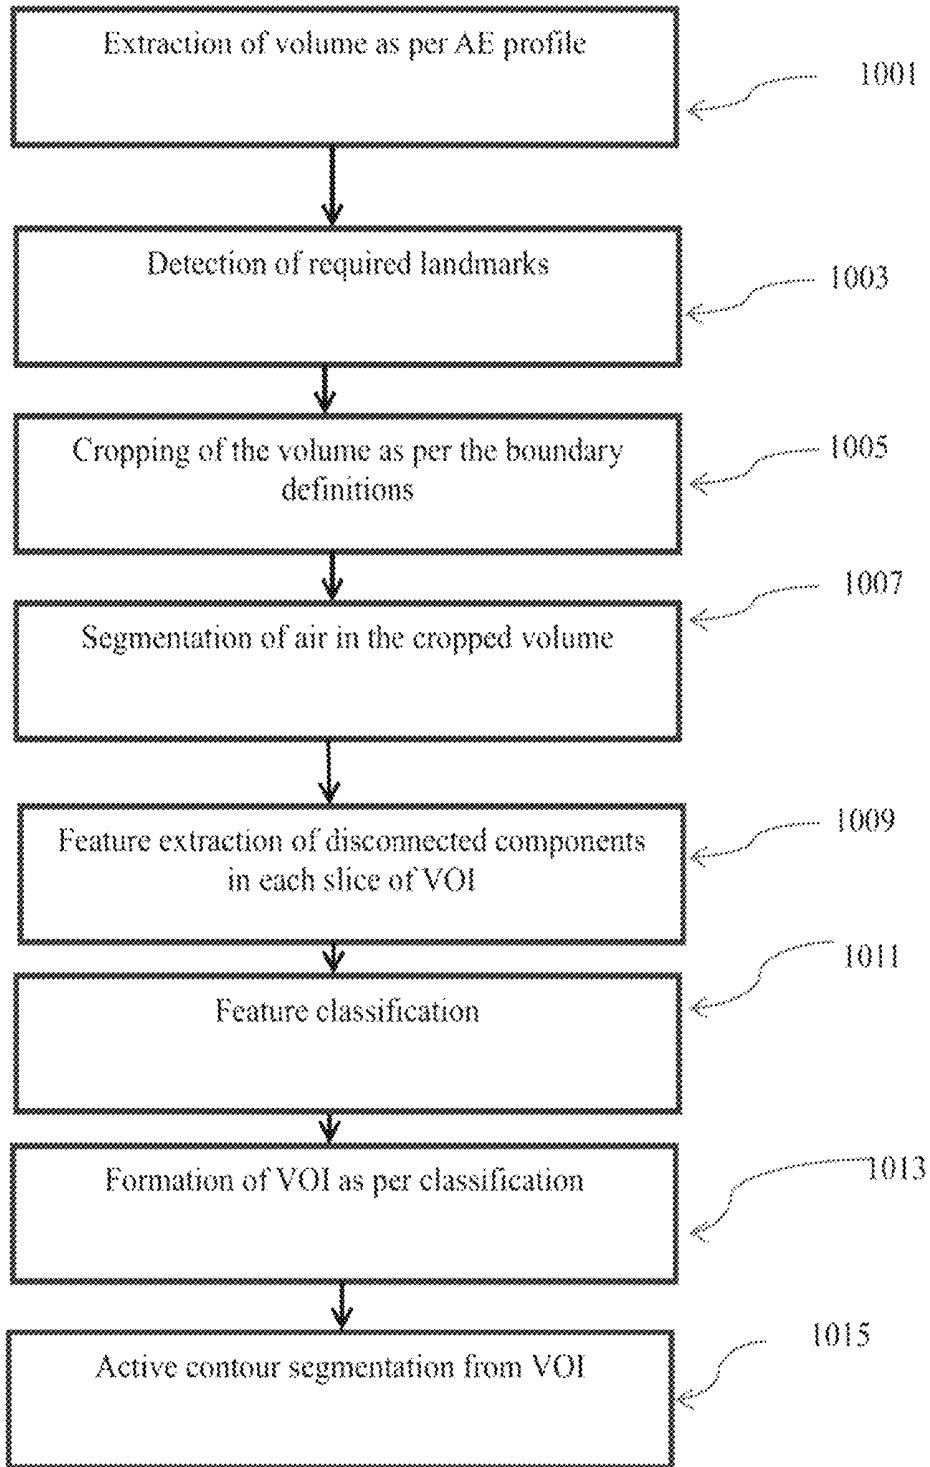 Extraction of volume as per AE profile
1001
Detection of required landmarks
1003
Cropping of the volume as per the boundary
definitions
1005
Segmentation of air in the cropped volume
1007
Feature extraction of disconnected components
in each slice of VOI
1009
Feature classification
1011
Formation of VOI as per classification
1013
Active contour segmentation from VOI
1015